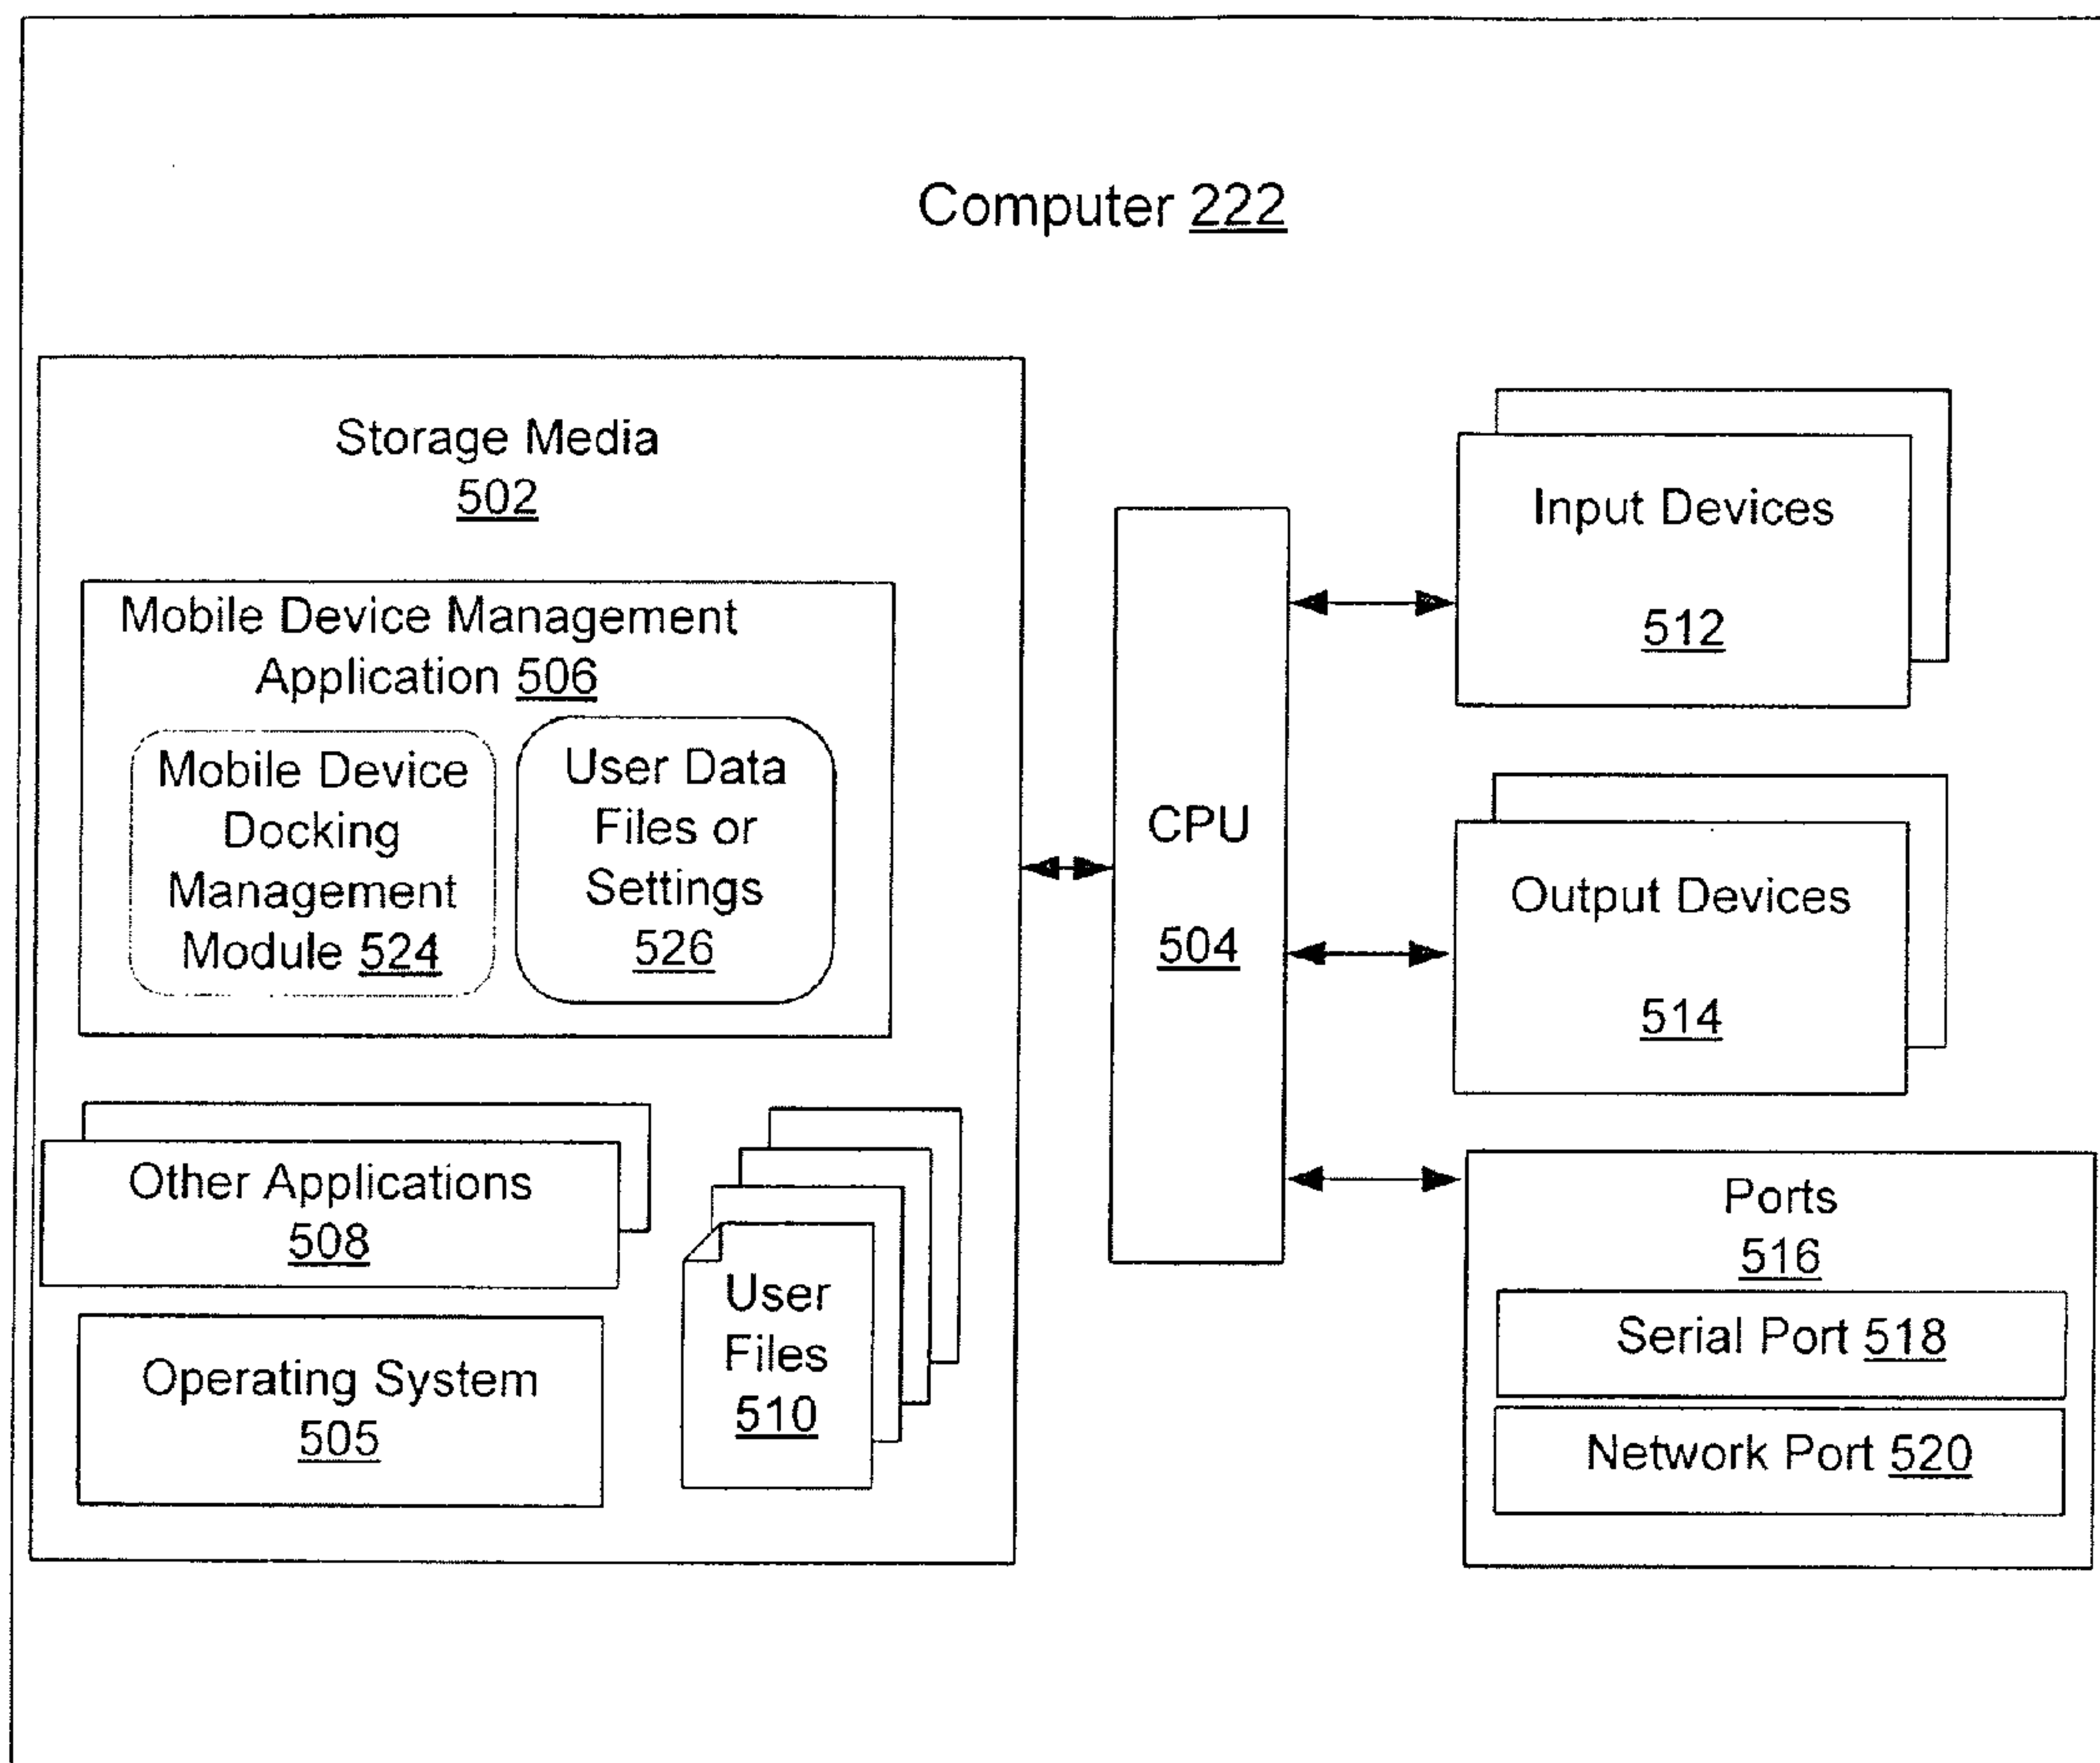 Computer 222
Storage Media
502
Mobile Device Management
Application 506
Mobile Device
Docking
Management
Module 524
User Data
Files or
Settings
526
Other Applications
508
Operating System
505
User
Files
510
CPU
504
Input Devices
512
Output Devices
514
Ports
516
Serial Port 518
Network Port 520